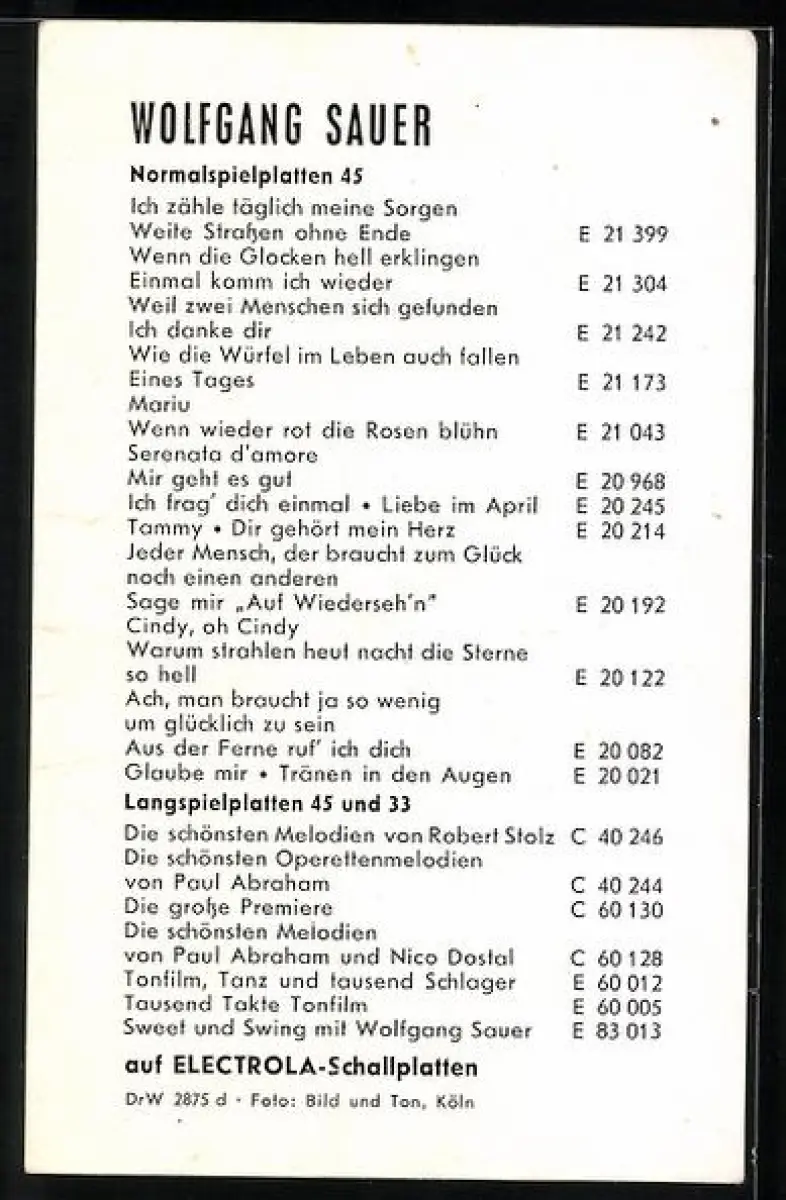 WOLFGANG SAUER
Normalspielplatten 45
Ich zähle täglich meine Sorgen
Weite Straßen ohne Ende E 21 399
Wenn die Glocken hell erklingen
Einmal komm ich wieder E 21 304
Weil zwei Menschen sich gefunden
Ich danke dir E 21 242
Wie die Würfel im Leben auch fallen
Eines Tages E 21 173
Mariu
Wenn wieder rot die Rosen blühn E 21 043
Serenata d'amore
Mir geht es gut E 20 968
Ich frag' dich einmal • Liebe im April E 20 245
Tammy • Dir gehört mein Herz E 20 214
Jeder Mensch, der braucht zum Glück
noch einen anderen
Sage mir „Auf Wiederseh'n" E 20 192
Cindy, oh Cindy
Warum strahlen heut nacht die Sterne
so hell E 20 122
Ach, man braucht ja so wenig
um glücklich zu sein
Aus der Ferne ruf' ich dich E 20 082
Glaube mir • Tränen in den Augen E 20 021
Langspielplatten 45 und 33
Die schönsten Melodien von Robert Stolz C 40 246
Die schönsten Operettenmelodien
von Paul Abraham C 40 244
Die große Premiere C 60 130
Die schönsten Melodien
von Paul Abraham und Nico Dostal C 60 128
Tonfilm, Tanz und tausend Schlager E 60 012
Tausend Takte Tonfilm E 60 005
Sweet und Swing mit Wolfgang Sauer E 83 013
auf ELECTROLA-Schallplatten
DrW 2875 d · Foto: Bild und Ton, Köln